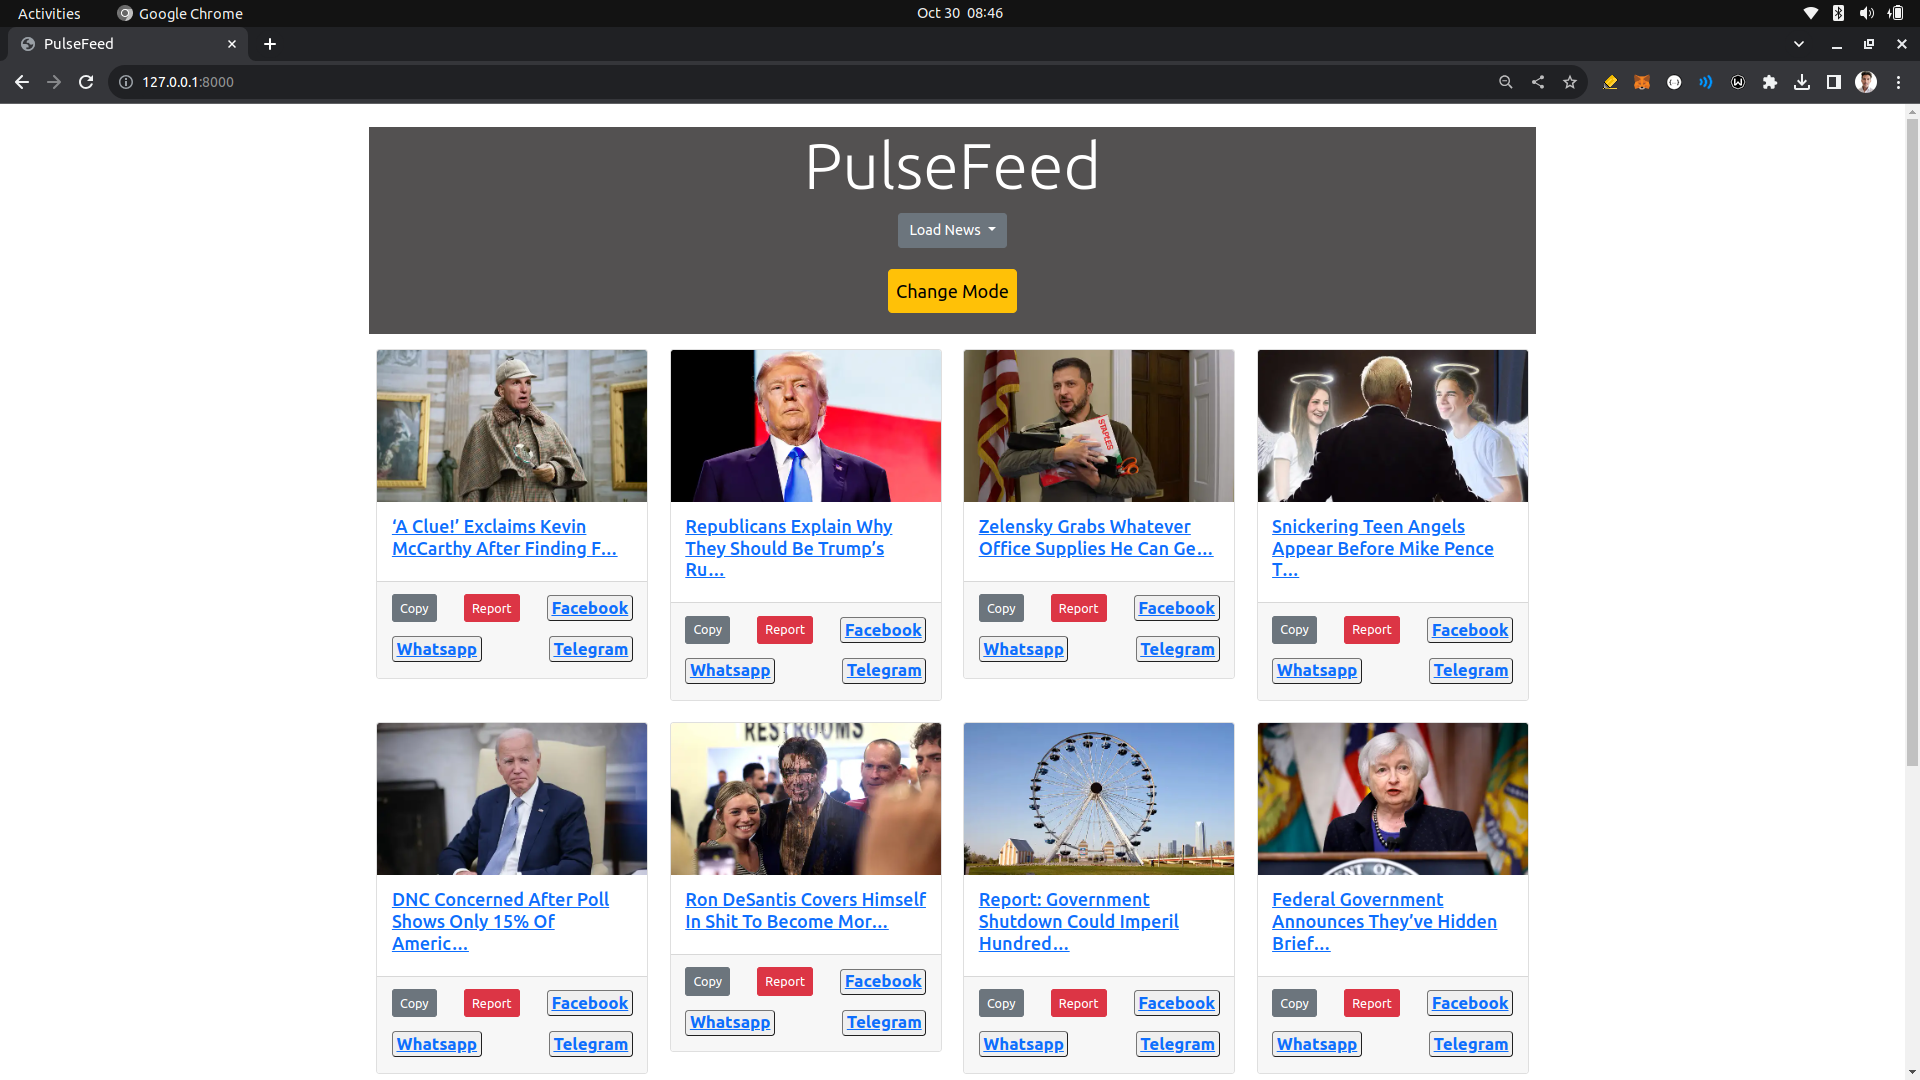 Activities
Google Chrome
Oct 30 08:46
PulseFeed
127.0.0.1:8000
PulseFeed
Load News
Change Mode
STAPLES
‘A Clue!’ Exclaims Kevin
McCarthy After Finding F...
Copy
Report
Facebook
Whatsapp
Telegram
Republicans Explain Why
They Should Be Trump’s
Ru...
Copy
Report
Facebook
Whatsapp
Telegram
Zelensky Grabs Whatever
Office Supplies He Can Ge...
Copy
Report
Facebook
Whatsapp
Telegram
Snickering Teen Angels
Appear Before Mike Pence
T...
Copy
Report
Facebook
Whatsapp
Telegram
RESTROOMS
DNC Concerned After Poll
Shows Only 15% Of
Americ...
Copy
Report
Facebook
Whatsapp
Telegram
Ron DeSantis Covers Himself
In Shit To Become Mor...
Copy
Report
Facebook
Whatsapp
Telegram
Report: Government
Shutdown Could Imperil
Hundred...
Copy
Report
Facebook
Whatsapp
Telegram
Federal Government
Announces They’ve Hidden
Brief...
Copy
Report
Facebook
Whatsapp
Telegram